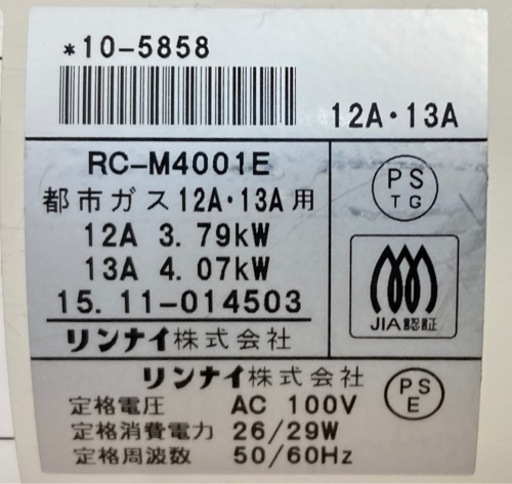 *10-5858
12A・13A
RC-M4001E
都市ガス12A・13A用
12A 3.79kW
13A 4.07kW
15.11-014503
リンナイ株式会社
PS
TG
JIA認証
リンナイ株式会社
定格電圧 AC 100V
定格消費電力 26/29W
定格周波数 50/60Hz
PS
E